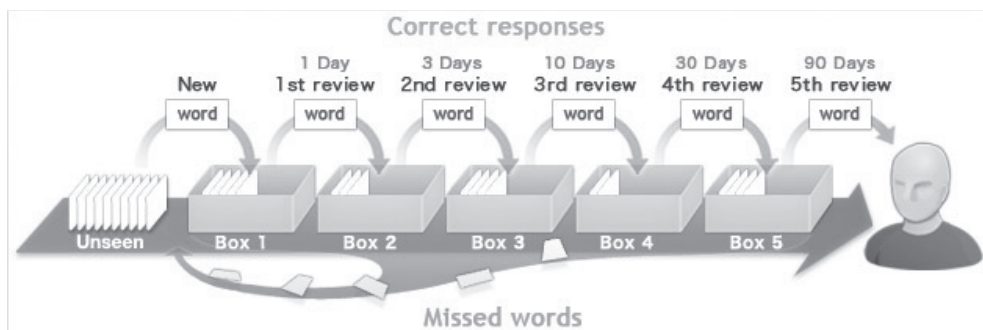 Correct responses
New
word
1 Day
1st review
word
3 Days
2nd review
word
10 Days
3rd review
word
30 Days
4th review
word
90 Days
5th review
word
Unseen
Box 1
Box 2
Box 3
Box 4
Box 5
Missed words